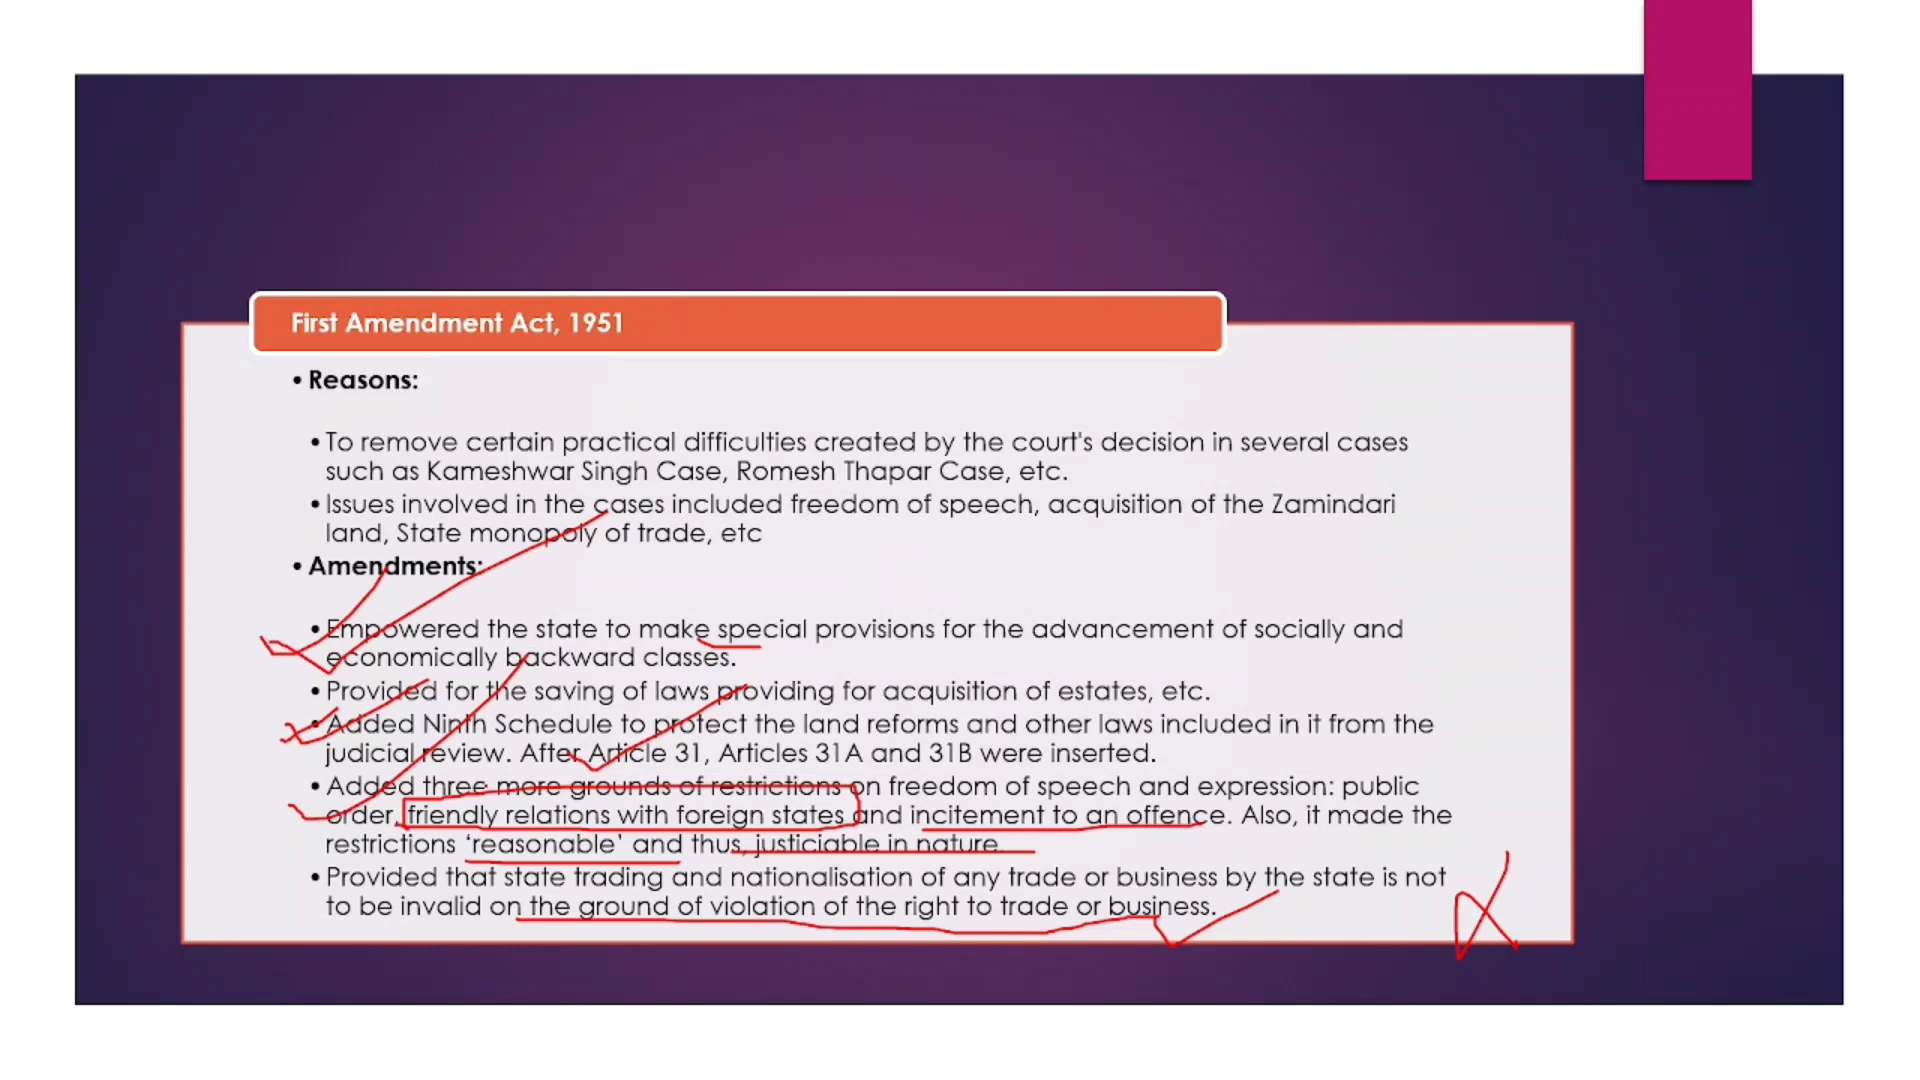 First Amendment Act, 1951
• Reasons:
• To remove certain practical difficulties created by the court's decision in several cases
such as Kameshwar Singh Case, Romesh Thapar Case, etc.
• Issues involved in the cases included freedom of speech, acquisition of the Zamindari
land, State monopoly of trade, etc
• Amendments:
• Empowered the state to make special provisions for the advancement of socially and
economically backward classes.
• Provided for the saving of laws providing for acquisition of estates, etc.
• Added Ninth Schedule to protect the land reforms and other laws included in it from the
judicial review. After Article 31, Articles 31A and 31B were inserted.
• Added three more grounds of restrictions on freedom of speech and expression: public
order, friendly relations with foreign states and incitement to an offence. Also, it made the
restrictions ‘reasonable’ and thus, justiciable in nature.
• Provided that state trading and nationalisation of any trade or business by the state is not
to be invalid on the ground of violation of the right to trade or business.